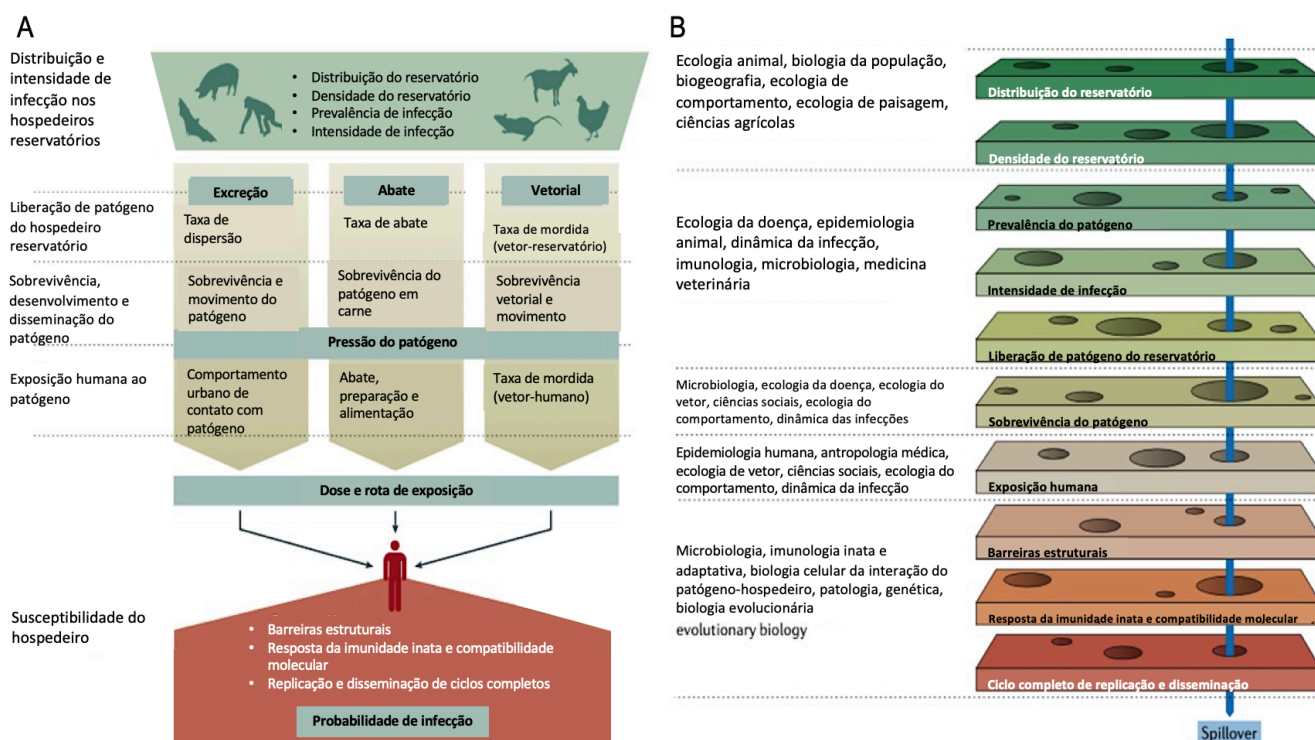 A
Distribuição e
intensidade de
infecção nos
hospedeiros
reservatórios
• Distribuição do reservatório
• Densidade do reservatório
• Prevalência de infecção
• Intensidade de infecção
Excreção
Abate
Vetorial
Liberação de patógeno
do hospedeiro
reservatório
Taxa de
dispersão
Taxa de abate
Taxa de mordida
(vetor-reservatório)
Sobrevivência,
desenvolvimento e
disseminação do
patógeno
Sobrevivência e
movimento do
patógeno
Sobrevivência do
patógeno em
carne
Sobrevivência
vetorial e
movimento
Pressão do patógeno
Exposição humana ao
patógeno
Comportamento
urbano de
contato com
patógeno
Abate,
preparação e
alimentação
Taxa de mordida
(vetor-humano)
Dose e rota de exposição
Susceptibilidade do
hospedeiro
• Barreiras estruturais
• Resposta da imunidade inata e compatibilidade
molecular
• Replicação e disseminação de ciclos completos
Probabilidade de infecção
B
Ecologia animal, biologia da população,
biogeografia, ecologia de
comportamento, ecologia de paisagem,
ciências agrícolas
Distribuição do reservatório
Densidade do reservatório
Ecologia da doença, epidemiologia
animal, dinâmica da infecção,
imunologia, microbiologia, medicina
veterinária
Prevalência do patógeno
Intensidade de infecção
Liberação de patógeno do reservatório
Microbiologia, ecologia da doença, ecologia do
vetor, ciências sociais, ecologia do
comportamento, dinâmica das infecções
Sobrevivência do patógeno
Epidemiologia humana, antropologia médica,
ecologia de vetor, ciências sociais, ecologia do
comportamento, dinâmica da infecção
Exposição humana
Microbiologia, imunologia inata e
adaptativa, biologia celular da interação do
patógeno-hospedeiro, patologia, genética,
biologia evolucionária
evolutionary biology
Barreiras estruturais
Resposta da imunidade inata e compatibilidade molecular
Ciclo completo de replicação e disseminação
Spillover